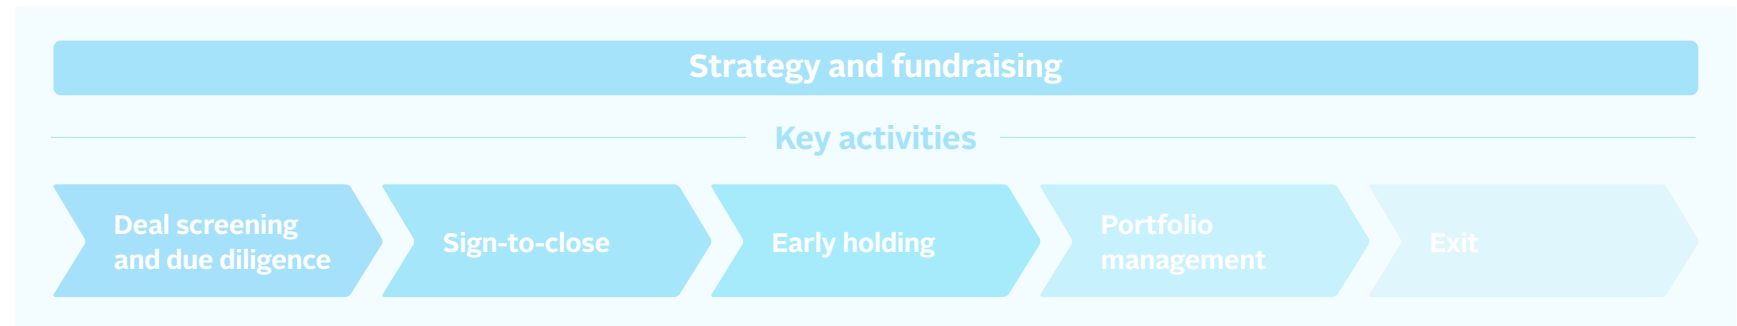 Strategy and fundraising
Key activities
Deal screening
and due diligence
Sign-to-close
Early holding
Portfolio
management
Exit